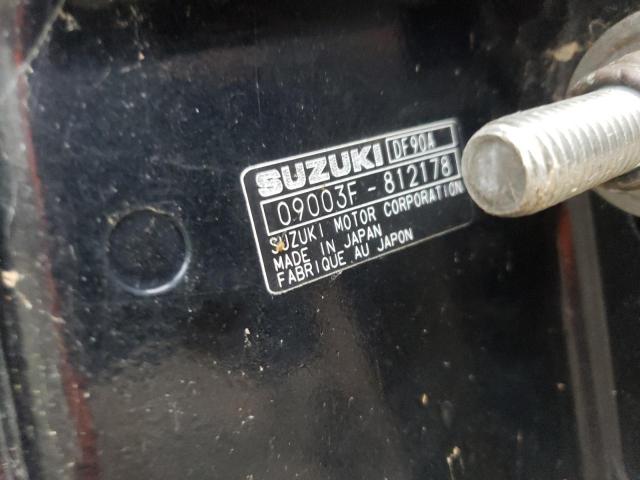 SUZUKI DF90A
09003F-812178
SUZUKI MOTOR CORPORATION
MADE IN JAPAN
FABRIQUE AU JAPON